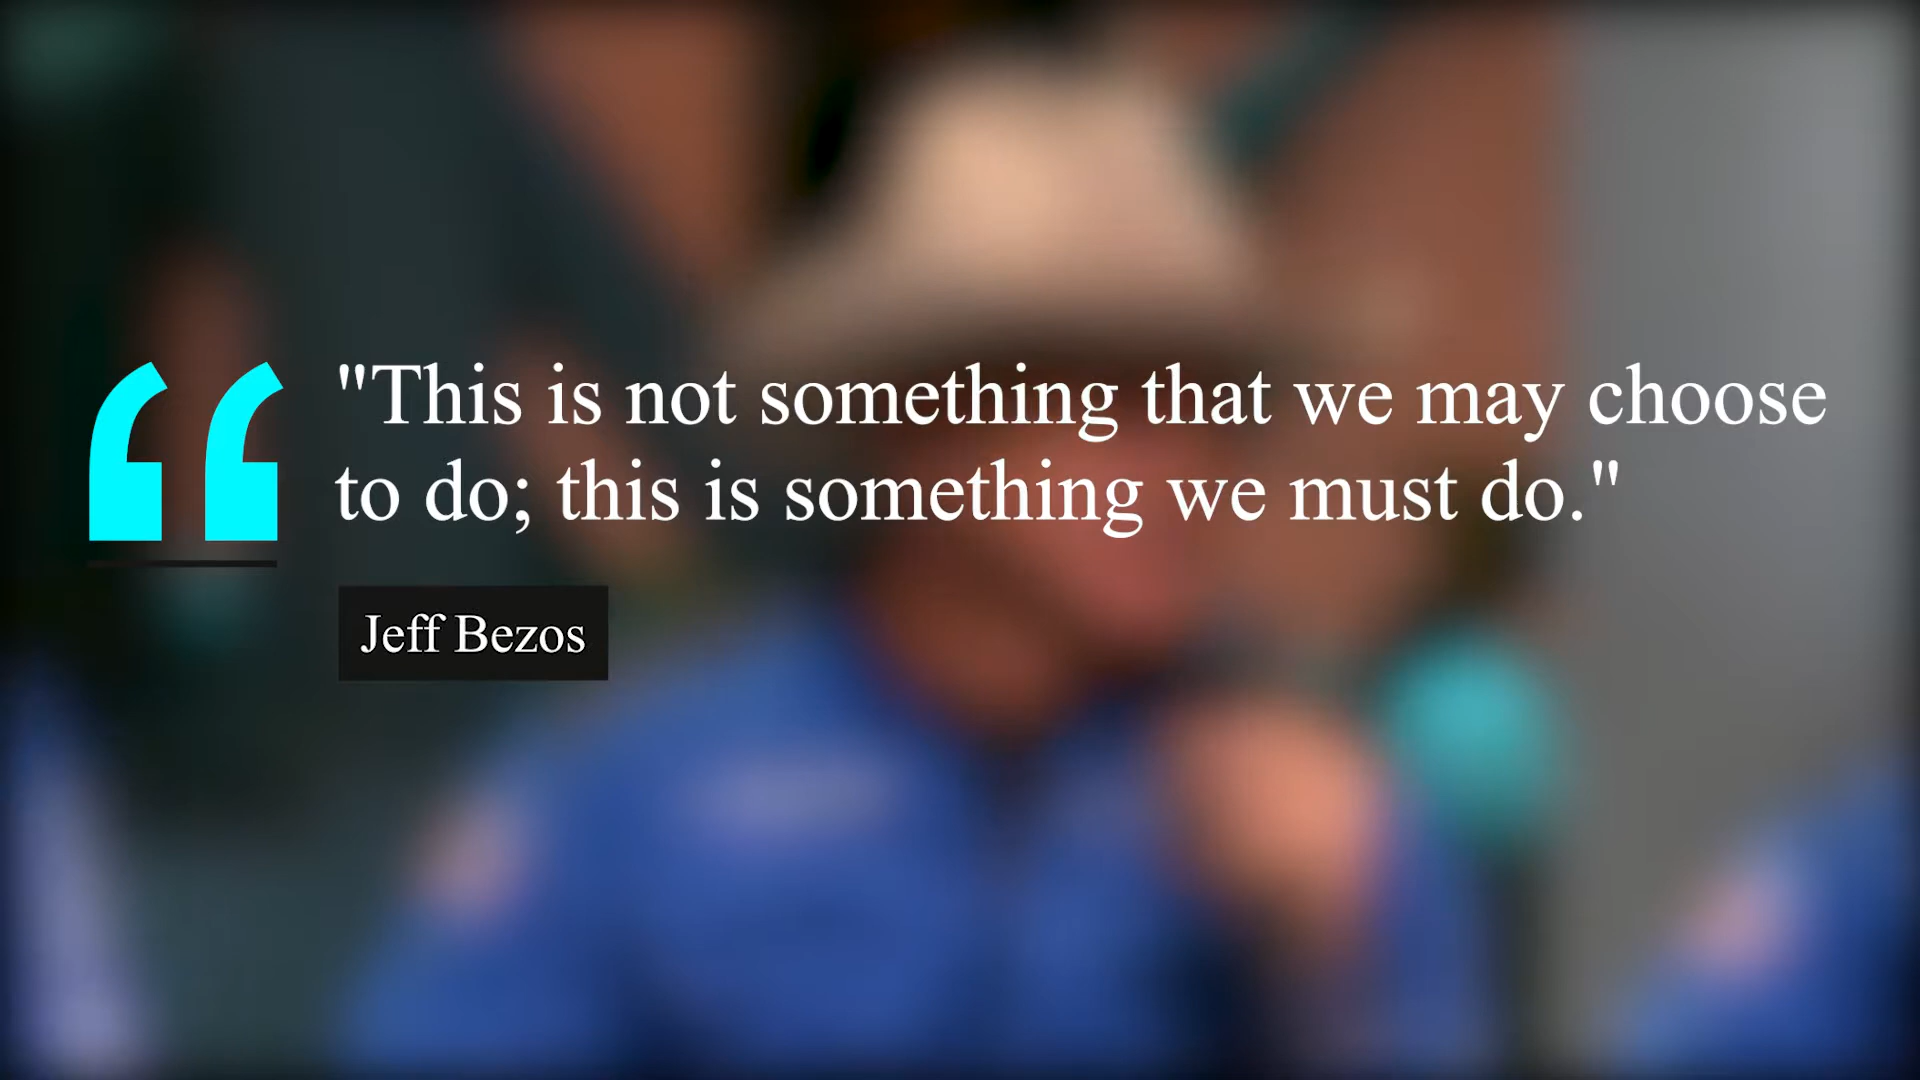 "This is not something that we may choose
to do; this is something we must do."
Jeff Bezos